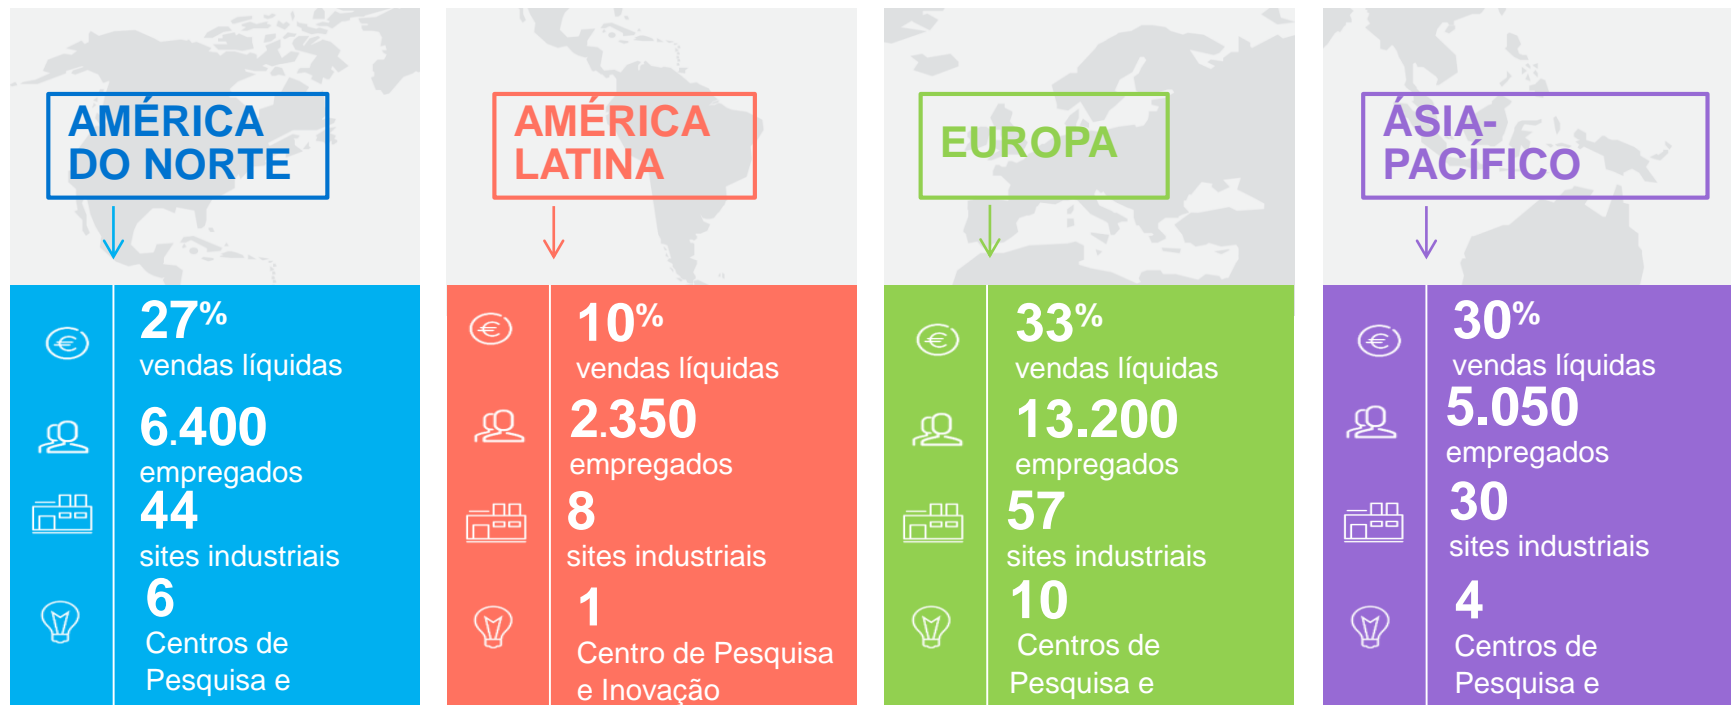 AMÉRICA
DO NORTE
27%
vendas líquidas
6.400
empregados
44
sites industriais
6
Centros de
Pesquisa e
AMÉRICA
LATINA
10%
vendas líquidas
2.350
empregados
8
sites industriais
1
Centro de Pesquisa
e Inovação
EUROPA
33%
vendas líquidas
13.200
empregados
57
sites industriais
10
Centros de
Pesquisa e
ÁSIA-
PACÍFICO
30%
vendas líquidas
5.050
empregados
30
sites industriais
4
Centros de
Pesquisa e